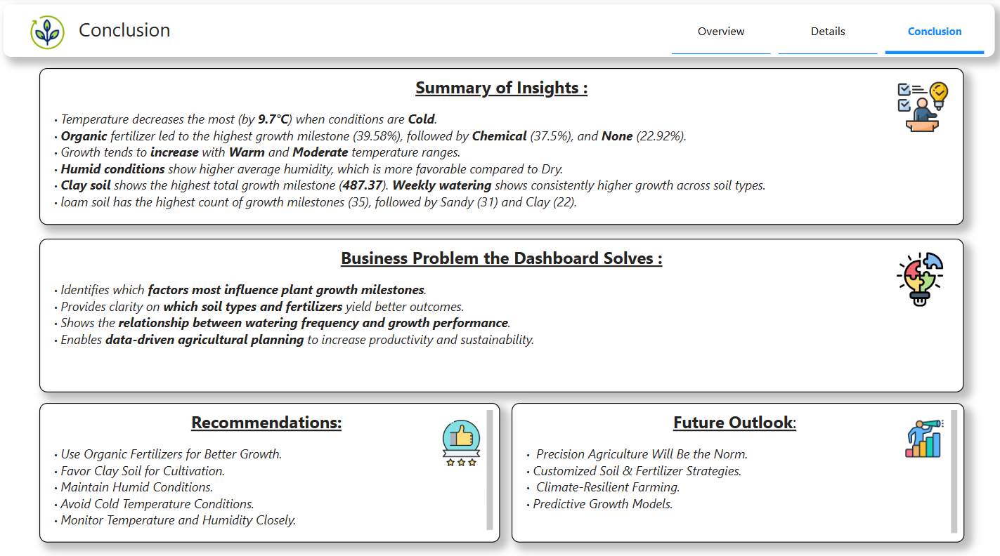 Conclusion
Overview
Details
Conclusion
Summary of Insights :
• Temperature decreases the most (by 9.7°C) when conditions are Cold.
• Organic fertilizer led to the highest growth milestone (39.58%), followed by Chemical (37.5%), and None (22.92%).
• Growth tends to increase with Warm and Moderate temperature ranges.
• Humid conditions show higher average humidity, which is more favorable compared to Dry.
• Clay soil shows the highest total growth milestone (487.37). Weekly watering shows consistently higher growth across soil types.
• loam soil has the highest count of growth milestones (35), followed by Sandy (31) and Clay (22).
Business Problem the Dashboard Solves :
• Identifies which factors most influence plant growth milestones.
• Provides clarity on which soil types and fertilizers yield better outcomes.
• Shows the relationship between watering frequency and growth performance.
• Enables data-driven agricultural planning to increase productivity and sustainability.
Recommendations:
• Use Organic Fertilizers for Better Growth.
• Favor Clay Soil for Cultivation.
• Maintain Humid Conditions.
• Avoid Cold Temperature Conditions.
• Monitor Temperature and Humidity Closely.
Future Outlook:
• Precision Agriculture Will Be the Norm.
• Customized Soil & Fertilizer Strategies.
• Climate-Resilient Farming.
• Predictive Growth Models.